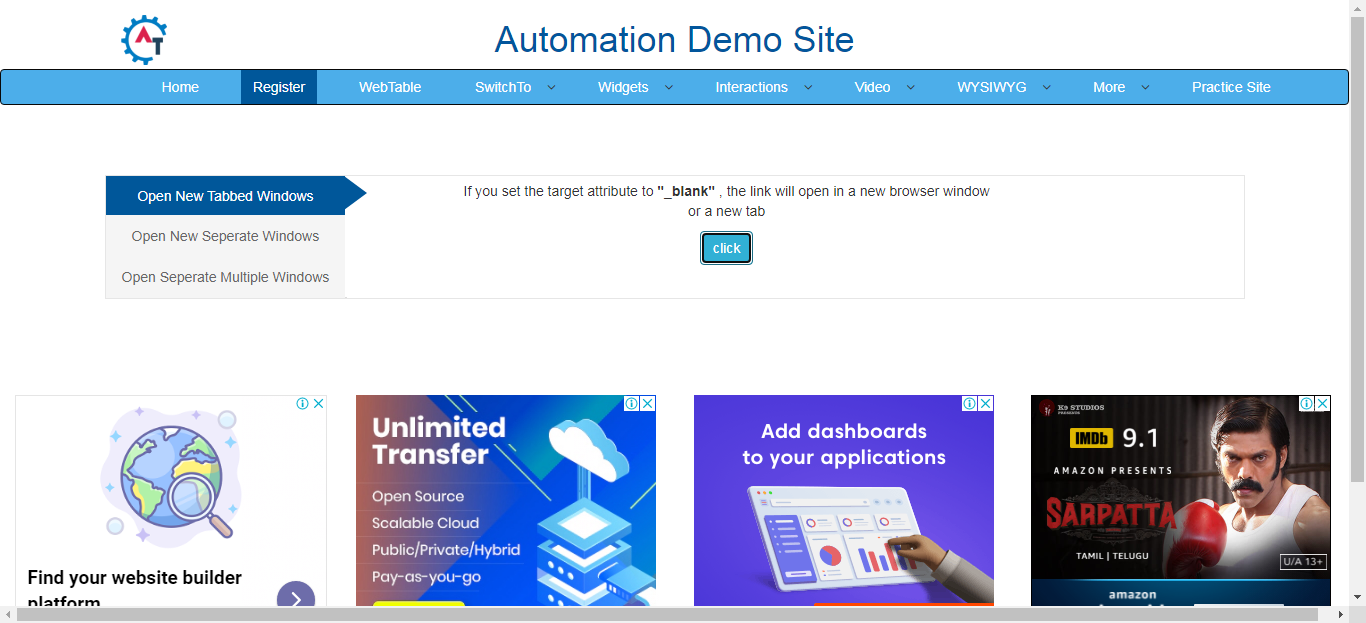 AT
Automation Demo Site
Home Register WebTable SwitchTo Widgets Interactions Video WYSIWYG More Practice Site
Open New Tabbed Windows
Open New Seperate Windows
Open Seperate Multiple Windows
If you set the target attribute to "_blank" , the link will open in a new browser window
or a new tab
click
Find your website builder
platform
Unlimited
Transfer
Open Source
Scalable Cloud
Public/Private/Hybrid
Pay-as-you-go
Add dashboards
to your applications
K9 STUDIOS
PRESENTS
IMDb 9.1
AMAZON PRESENTS
SARPATTA
TAMIL | TELUGU
U/A 13+
amazon